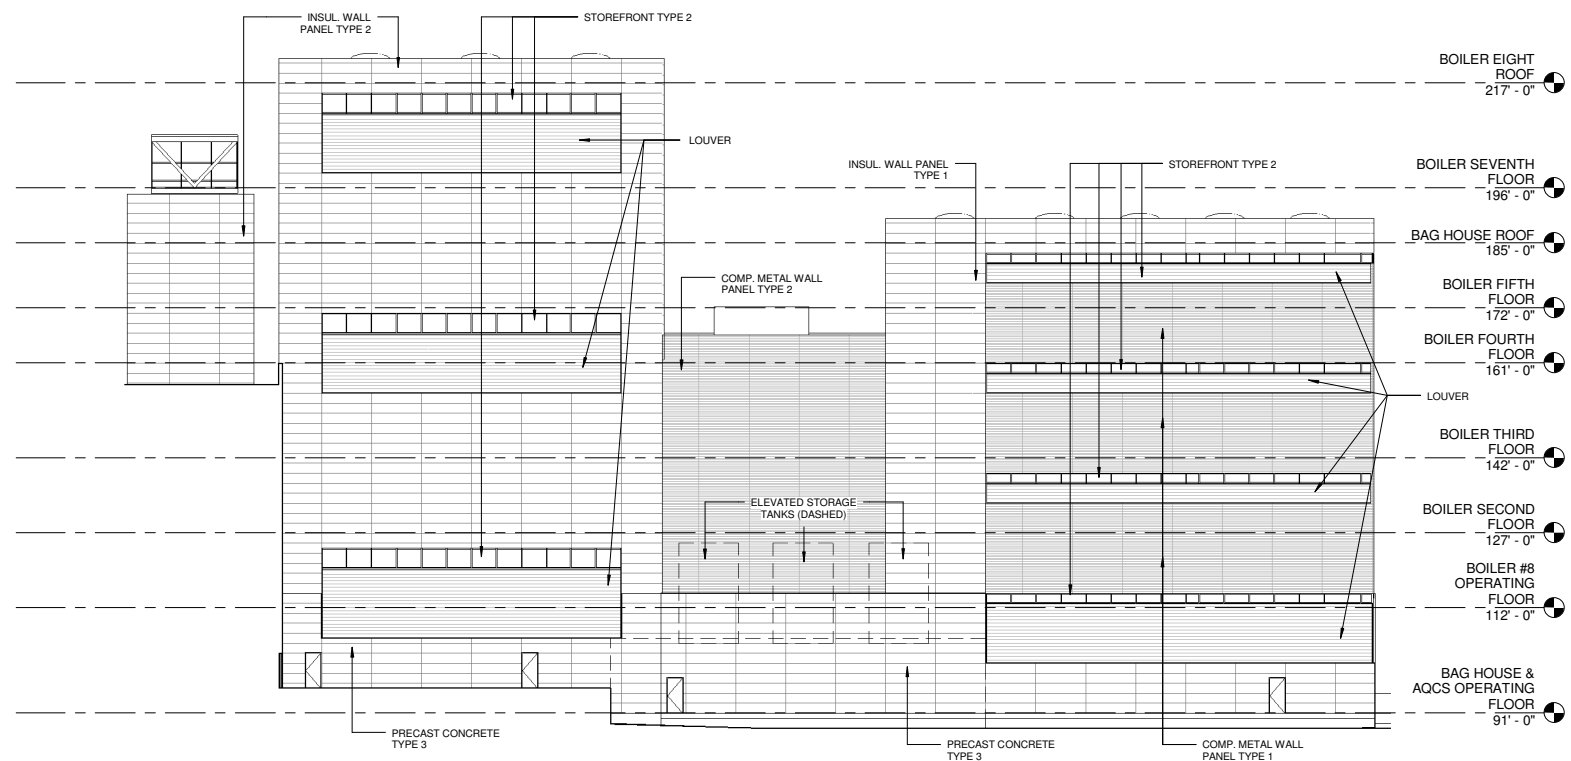 INSUL. WALL
PANEL TYPE 2
STOREFRONT TYPE 2
BOILER EIGHT
ROOF
217' - 0"
LOUVER
INSUL. WALL PANEL
TYPE 1
STOREFRONT TYPE 2
BOILER SEVENTH
FLOOR
196' - 0"
BAG HOUSE ROOF
185' - 0"
COMP. METAL WALL
PANEL TYPE 2
BOILER FIFTH
FLOOR
172' - 0"
BOILER FOURTH
FLOOR
161' - 0"
LOUVER
BOILER THIRD
FLOOR
142' - 0"
ELEVATED STORAGE
TANKS (DASHED)
BOILER SECOND
FLOOR
127' - 0"
BOILER #8
OPERATING
FLOOR
112' - 0"
BAG HOUSE &
AQCS OPERATING
FLOOR
91' - 0"
PRECAST CONCRETE
TYPE 3
PRECAST CONCRETE
TYPE 3
COMP. METAL WALL
PANEL TYPE 1